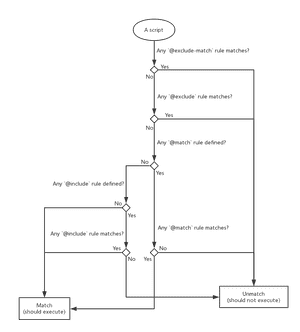 A script
Any `@exclude-match` rule matches?
Yes
No
Any `@exclude` rule matches?
Yes
No
Any `@match` rule defined?
No
Yes
Any `@include` rule defined?
No
Yes
Any `@include` rule matches?
Any `@match` rule matches?
Yes
No
Yes
No
Unmatch
(should not execute)
Match
(should execute)